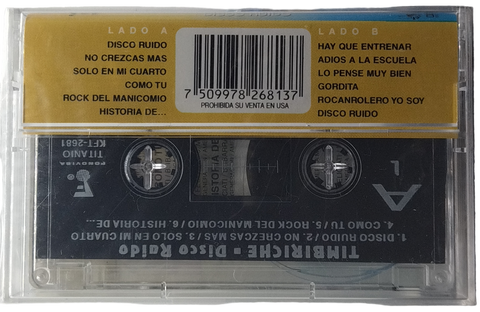 LADO A
DISCO RUIDO
NO CREZCAS MAS
SOLO EN MI CUARTO
COMO TU
ROCK DEL MANICOMIO
HISTORIA DE...
7 509978 268137
PROHIBIDA SU VENTA EN USA
LADO B
HAY QUE ENTRENAR
ADIOS A LA ESCUELA
LO PENSE MUY BIEN
GORDITA
ROCANROLERO YO SOY
DISCO RUIDO
TIMBIRICHE - Disco Ruido
1. DISCO RUIDO / 2. NO CREZCAS MAS / 3. SOLO EN MI CUARTO
4. COMO TU / 5. ROCK DEL MANICOMIO / 6. HISTORIA DE...
A
FONOVISA
TITANIO
KFT-2681